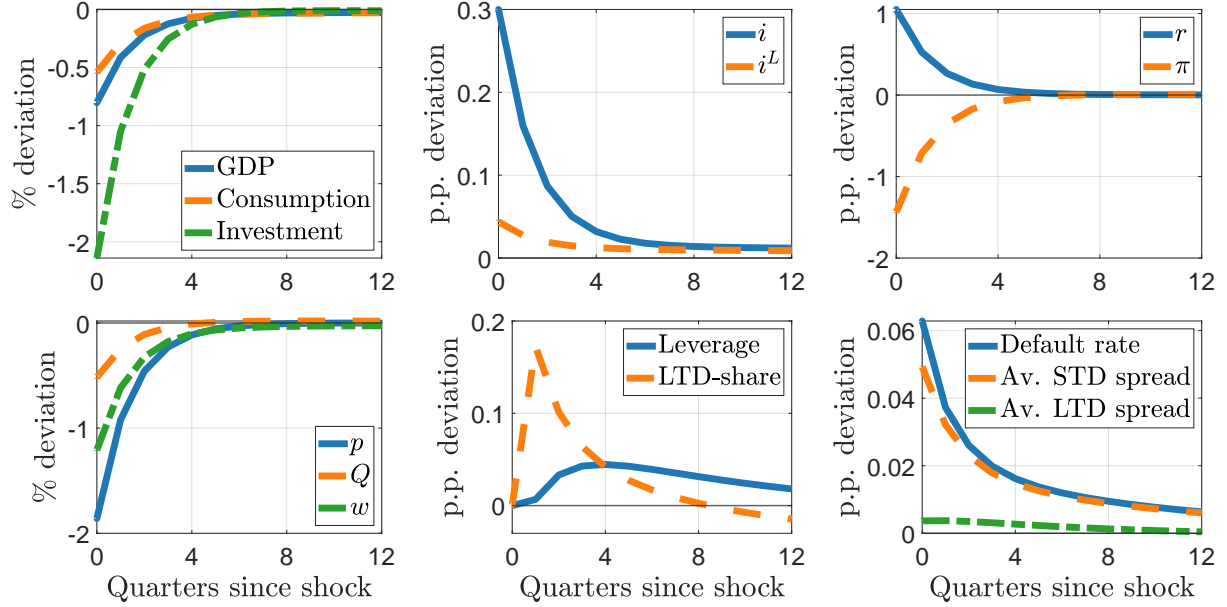 0
-0.5
-1
-1.5
-2
% deviation
GDP
Consumption
Investment
0 4 8 12
0.3
0.2
0.1
0
p.p. deviation
i
i^L
0 4 8 12
1
0
-1
-2
p.p. deviation
r
π
0 4 8 12
0
-1
-2
% deviation
p
Q
w
0 4 8 12
Quarters since shock
0.2
0.1
0
p.p. deviation
Leverage
LTD-share
0 4 8 12
Quarters since shock
0.06
0.04
0.02
0
p.p. deviation
Default rate
Av. STD spread
Av. LTD spread
0 4 8 12
Quarters since shock